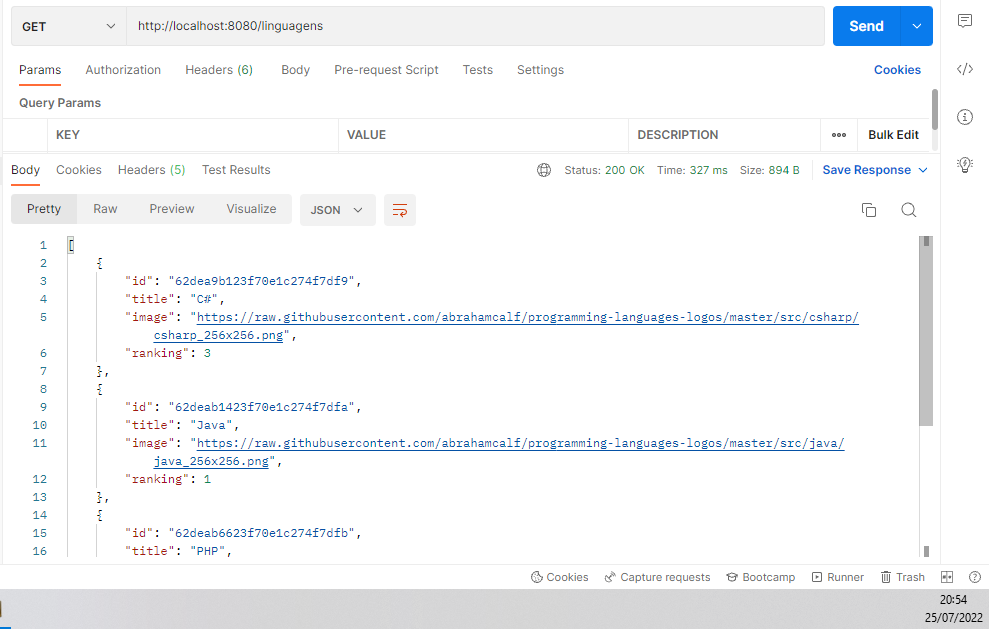 GET http://localhost:8080/linguagens Send
Params Authorization Headers (6) Body Pre-request Script Tests Settings Cookies
Query Params
KEY VALUE DESCRIPTION ••• Bulk Edit
Body Cookies Headers (5) Test Results Status: 200 OK Time: 327 ms Size: 894 B Save Response
Pretty Raw Preview Visualize JSON
1 [
2 {
3 "id": "62dea9b123f70e1c274f7df9",
4 "title": "C#",
5 "image": "https://raw.githubusercontent.com/abrahamcalf/programming-languages-logos/master/src/csharp/
csharp_256x256.png",
6 "ranking": 3
7 },
8 {
9 "id": "62deab1423f70e1c274f7dfa",
10 "title": "Java",
11 "image": "https://raw.githubusercontent.com/abrahamcalf/programming-languages-logos/master/src/java/
java_256x256.png",
12 "ranking": 1
13 },
14 {
15 "id": "62deab6623f70e1c274f7dfb",
16 "title": "PHP",
Cookies Capture requests Bootcamp Runner Trash
20:54
25/07/2022